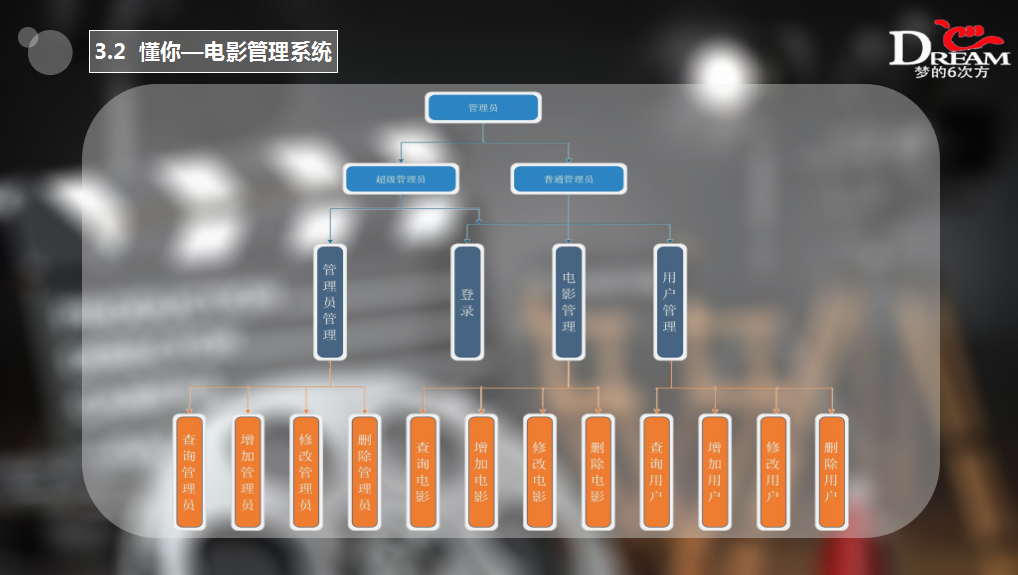 3.2 懂你—电影管理系统
DREAM
梦的6次方
管理员
超级管理员
普通管理员
管理员管理
登录
电影管理
用户管理
查询管理员
增加管理员
修改管理员
删除管理员
查询电影
增加电影
修改电影
删除电影
查询用户
增加用户
修改用户
删除用户